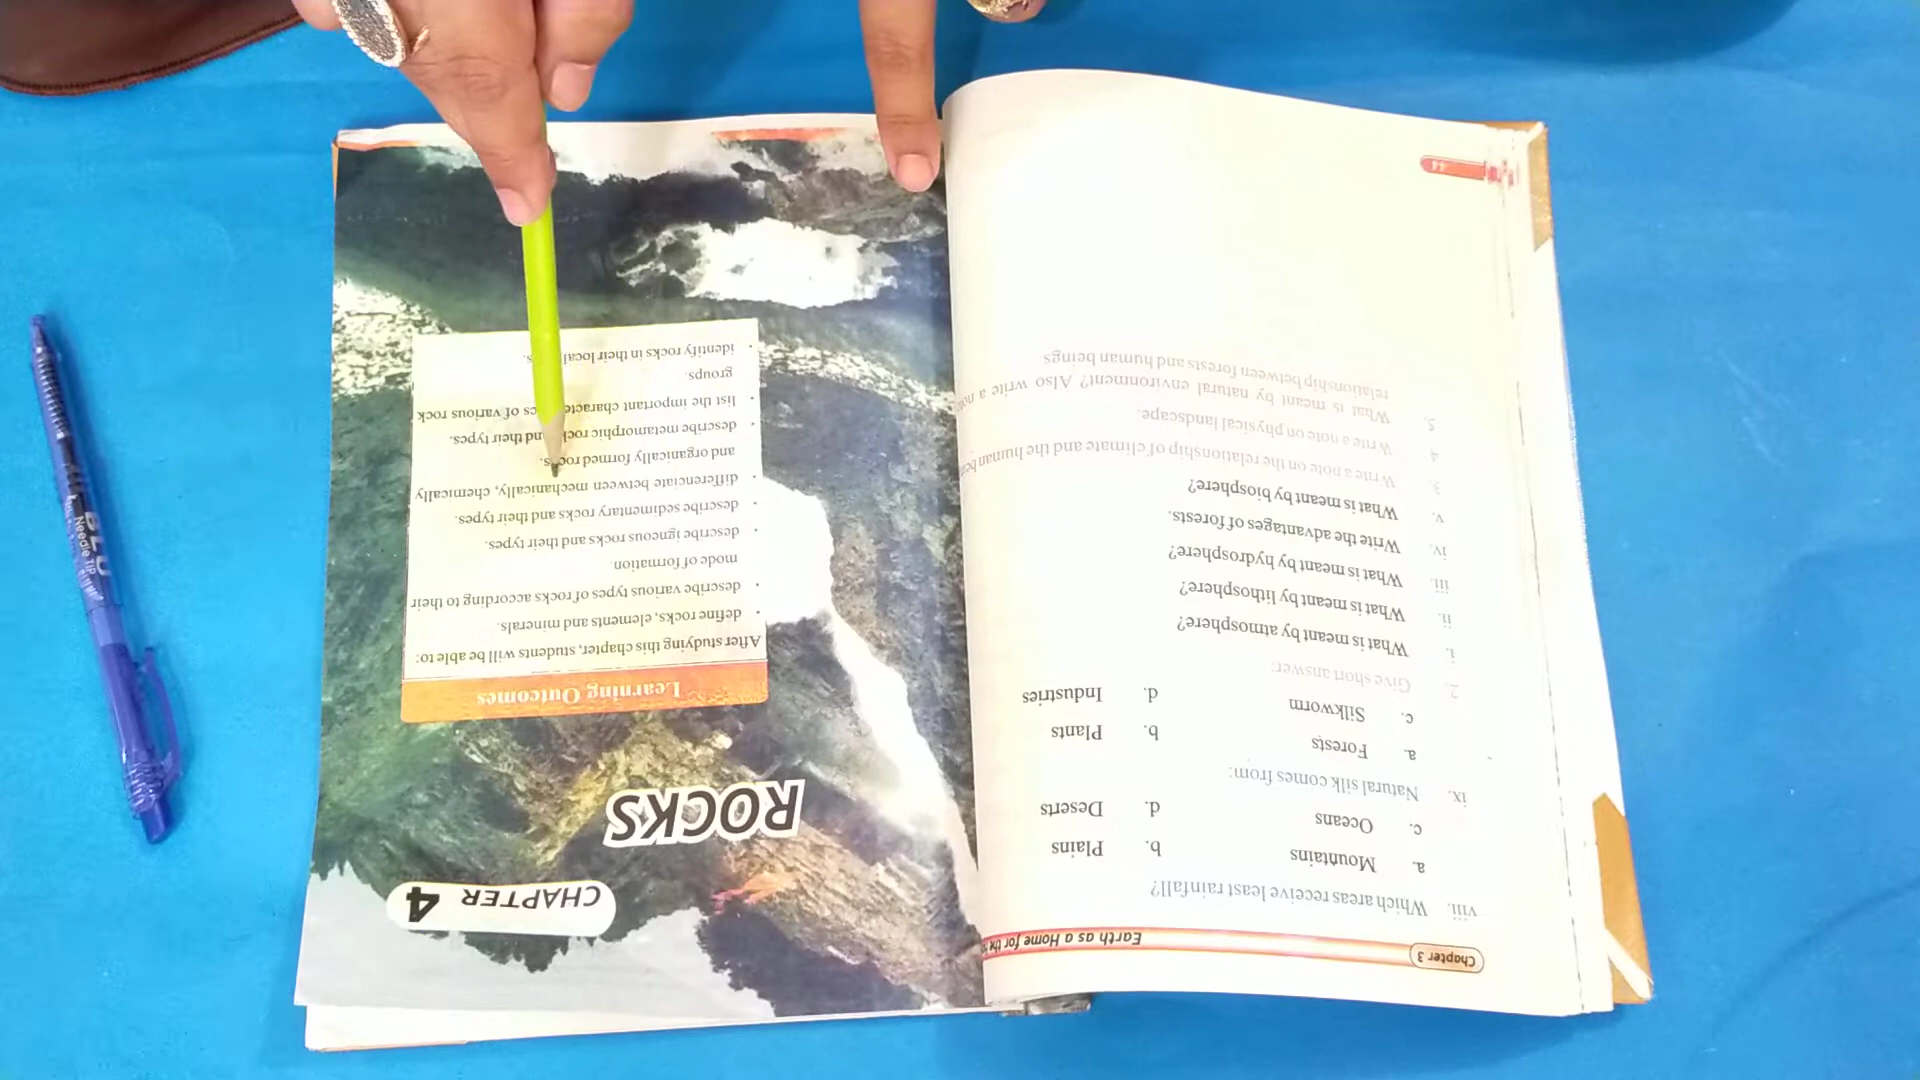 Chapter 3
Earth as a Home for the
viii. Which areas receive least rainfall?
a. Mountains b. Plains
c. Oceans d. Deserts
ix. Natural silk comes from:
a. Forests b. Plants
c. Silkworm d. Industries
2. Give short answer:
i. What is meant by atmosphere?
ii. What is meant by lithosphere?
iii. What is meant by hydrosphere?
iv. Write the advantages of forests.
v. What is meant by biosphere?
3. Write a note on the relationship of climate and the human
4. Write a note on physical landscape.
5. What is meant by natural environment? Also write a
relationship between forests and human beings
44
CHAPTER 4
ROCKS
Learning Outcomes
After studying this chapter, students will be able to:
• define rocks, elements and minerals.
• describe various types of rocks according to their
mode of formation.
• describe igneous rocks and their types.
• describe sedimentary rocks and their types.
• differenciate between mechanically, chemically
and organically formed rocks.
• describe metamorphic rock and their types.
• list the important of various rock
groups.
• identify rocks in their
Needle TIP